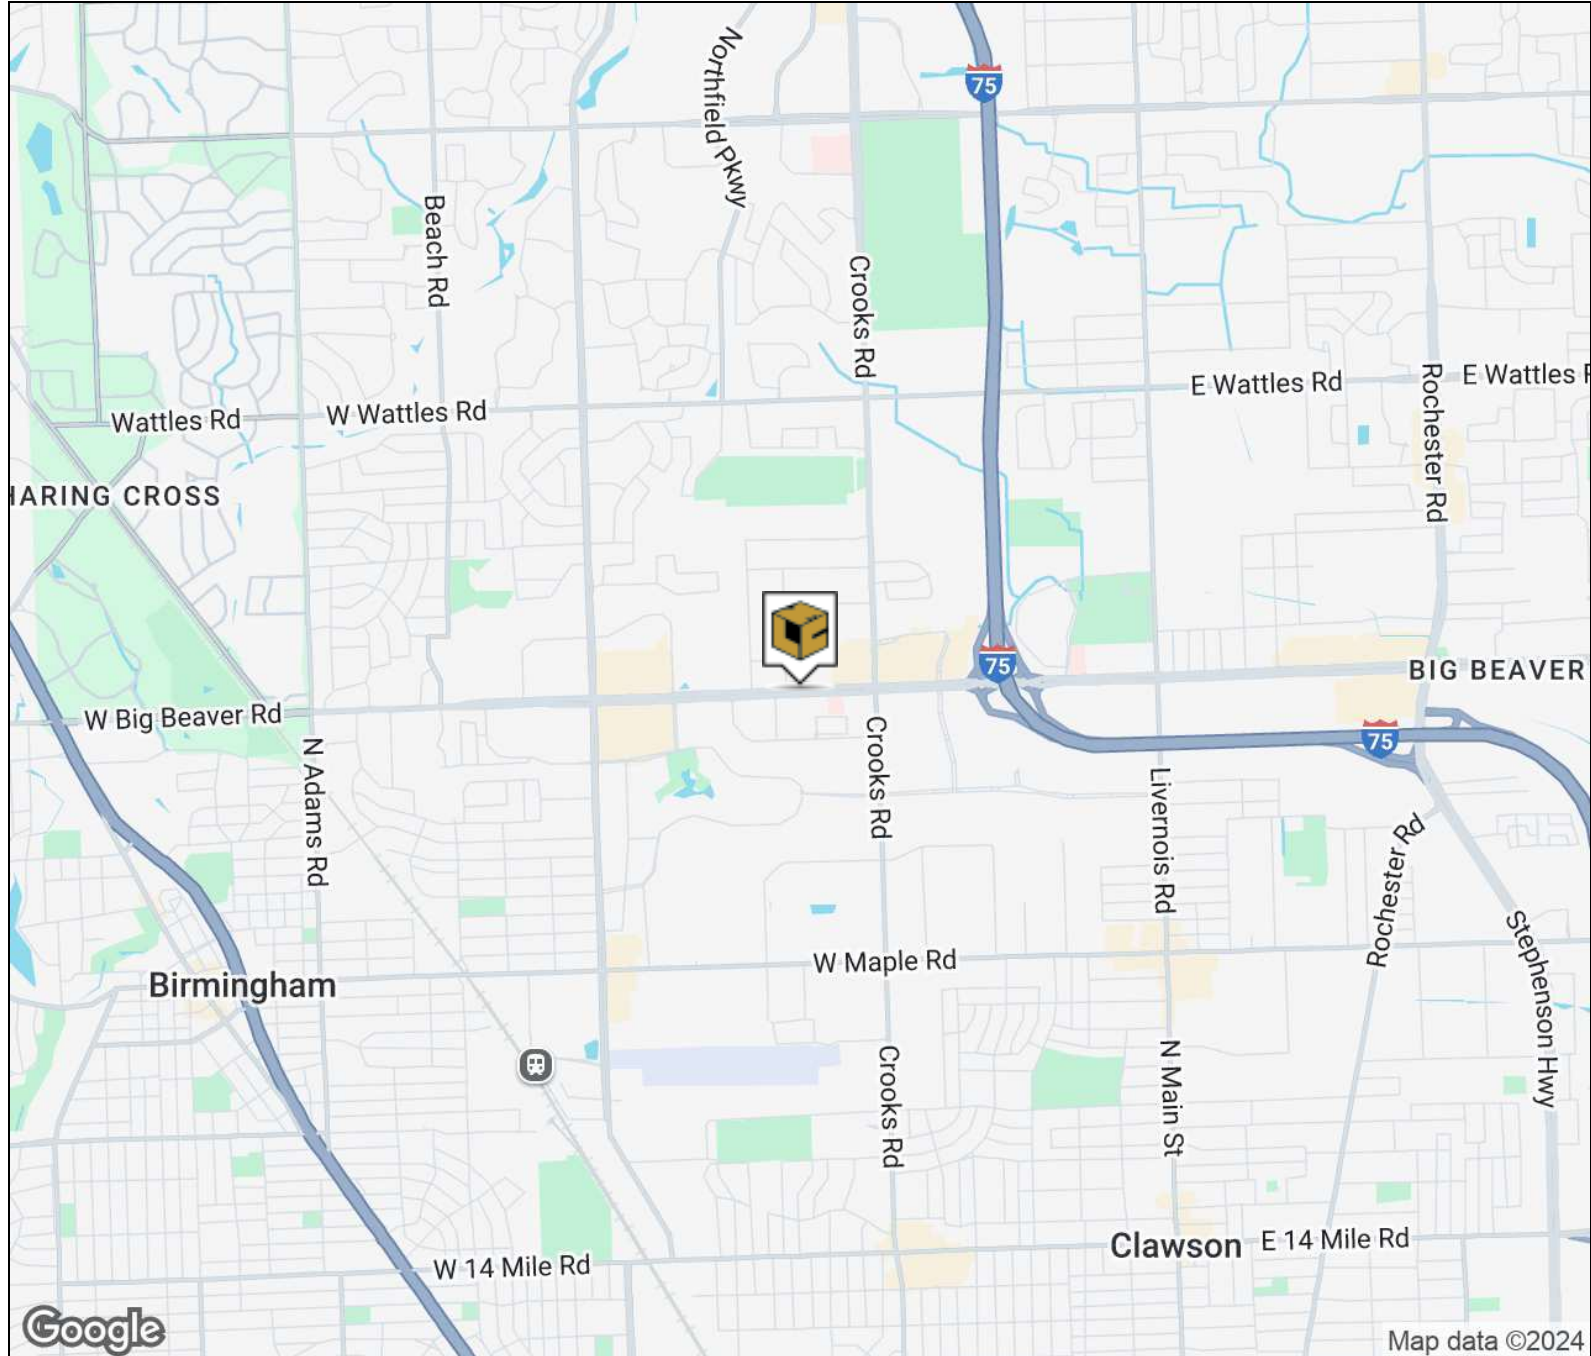 Northfield Pkwy
75
Beach Rd
Crooks Rd
E Wattles Rd
Rochester Rd
E Wattles
Wattles Rd
W Wattles Rd
HARING CROSS
75
BIG BEAVER
W Big Beaver Rd
75
N Adams Rd
Crooks Rd
Livernois Rd
Rochester Rd
Stephenson Hwy
W Maple Rd
Birmingham
Crooks Rd
N Main St
Clawson
E 14 Mile Rd
W 14 Mile Rd
Google
Map data ©2024